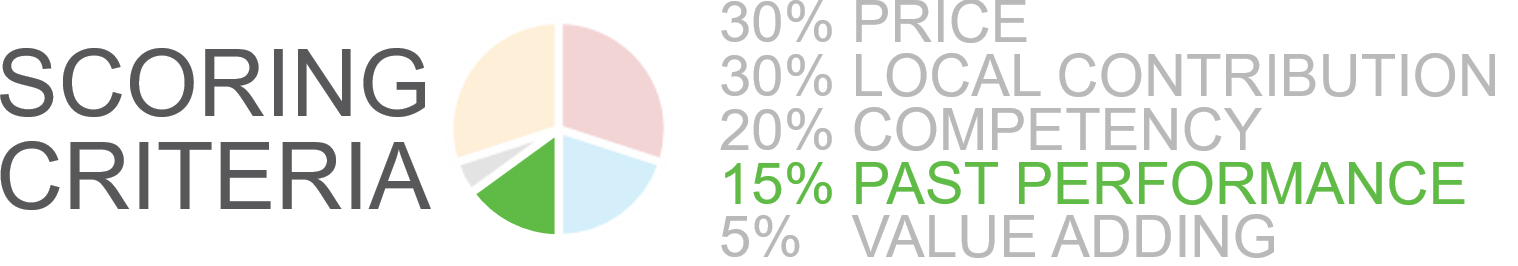 SCORING
CRITERIA
30% PRICE
30% LOCAL CONTRIBUTION
20% COMPETENCY
15% PAST PERFORMANCE
5% VALUE ADDING